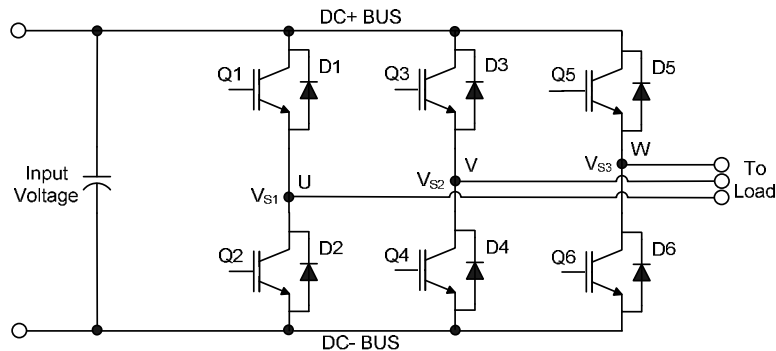 DC+ BUS
Q1
D1
Q3
D3
Q5
D5
Input
Voltage
VS1
U
VS2
V
VS3
W
To
Load
Q2
D2
Q4
D4
Q6
D6
DC- BUS